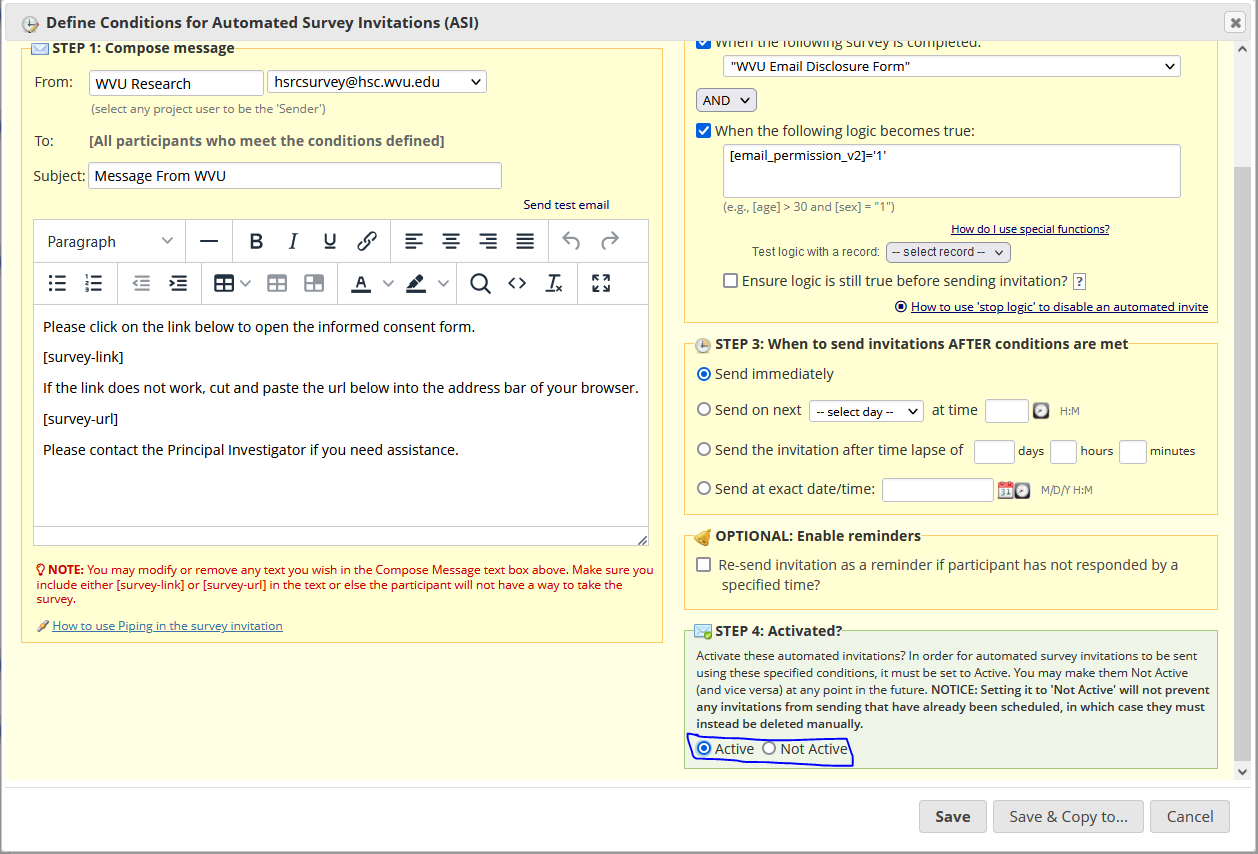 Define Conditions for Automated Survey Invitations (ASI)
STEP 1: Compose message
From: WVU Research hsrcsurvey@hsc.wvu.edu
(select any project user to be the 'Sender')
To: [All participants who meet the conditions defined]
Subject: Message From WVU
Send test email
Paragraph B I U
A
Please click on the link below to open the informed consent form.
[survey-link]
If the link does not work, cut and paste the url below into the address bar of your browser.
[survey-url]
Please contact the Principal Investigator if you need assistance.
NOTE: You may modify or remove any text you wish in the Compose Message text box above. Make sure you
include either [survey-link] or [survey-url] in the text or else the participant will not have a way to take the
survey.
How to use Piping in the survey invitation
When the following survey is completed:
"WVU Email Disclosure Form"
AND
When the following logic becomes true:
[email_permission_v2]='1'
(e.g., [age] > 30 and [sex] = "1")
How do I use special functions?
Test logic with a record: -- select record --
Ensure logic is still true before sending invitation? ?
How to use 'stop logic' to disable an automated invite
STEP 3: When to send invitations AFTER conditions are met
Send immediately
Send on next -- select day -- at time H:M
Send the invitation after time lapse of days hours minutes
Send at exact date/time: 31 M/D/Y H:M
OPTIONAL: Enable reminders
Re-send invitation as a reminder if participant has not responded by a
specified time?
STEP 4: Activated?
Activate these automated invitations? In order for automated survey invitations to be sent
using these specified conditions, it must be set to Active. You may make them Not Active
(and vice versa) at any point in the future. NOTICE: Setting it to 'Not Active' will not prevent
any invitations from sending that have already been scheduled, in which case they must
instead be deleted manually.
Active Not Active
Save Save & Copy to... Cancel